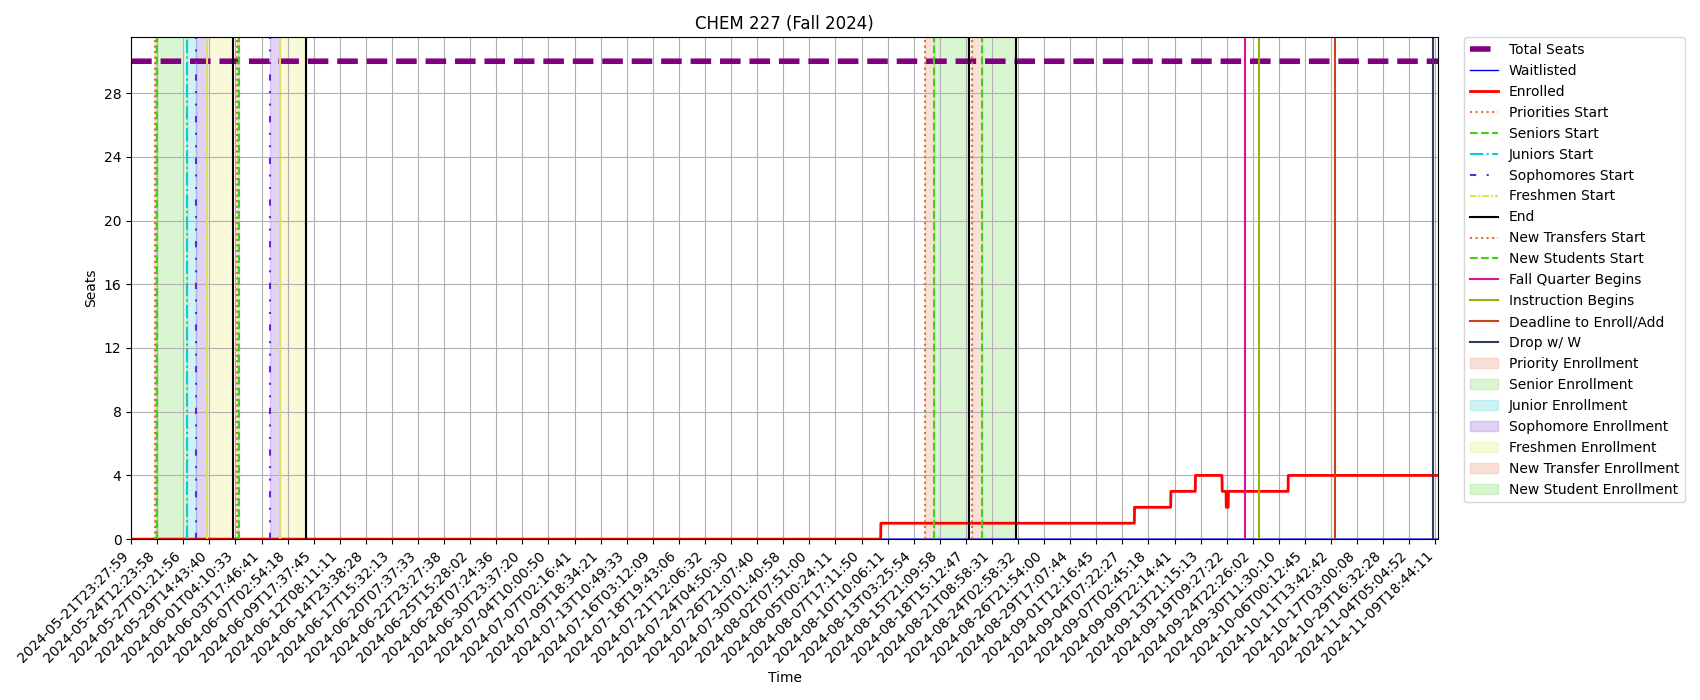 CHEM 227 (Fall 2024)
Seats
28
24
20
16
12
8
4
0
2024-05-21T23:27:59
2024-05-24T12:23:58
2024-05-27T01:21:56
2024-05-29T14:43:40
2024-06-01T04:10:33
2024-06-03T17:46:41
2024-06-07T02:54:18
2024-06-09T17:37:45
2024-06-12T08:11:11
2024-06-14T23:38:28
2024-06-17T15:32:13
2024-06-20T07:37:33
2024-06-22T23:27:38
2024-06-25T15:28:02
2024-06-28T07:24:36
2024-06-30T23:37:20
2024-07-04T10:00:50
2024-07-07T02:16:41
2024-07-09T18:34:21
2024-07-13T10:49:33
2024-07-16T03:12:09
2024-07-18T19:43:06
2024-07-21T12:06:32
2024-07-24T04:50:30
2024-07-26T21:07:40
2024-07-30T01:40:58
2024-08-02T07:51:00
2024-08-05T00:24:11
2024-08-07T17:11:50
2024-08-10T10:06:11
2024-08-13T03:25:54
2024-08-15T21:09:58
2024-08-18T15:12:47
2024-08-21T08:58:31
2024-08-24T02:58:32
2024-08-26T21:54:00
2024-08-29T17:07:44
2024-09-01T12:16:45
2024-09-04T07:22:27
2024-09-07T02:45:18
2024-09-09T22:14:41
2024-09-13T21:15:13
2024-09-19T09:27:22
2024-09-24T22:26:02
2024-09-30T11:30:10
2024-10-06T00:12:45
2024-10-11T13:42:42
2024-10-17T03:00:08
2024-10-29T16:32:28
2024-11-04T05:04:52
2024-11-09T18:44:11
Time
Total Seats
Waitlisted
Enrolled
Priorities Start
Seniors Start
Juniors Start
Sophomores Start
Freshmen Start
End
New Transfers Start
New Students Start
Fall Quarter Begins
Instruction Begins
Deadline to Enroll/Add
Drop w/ W
Priority Enrollment
Senior Enrollment
Junior Enrollment
Sophomore Enrollment
Freshmen Enrollment
New Transfer Enrollment
New Student Enrollment